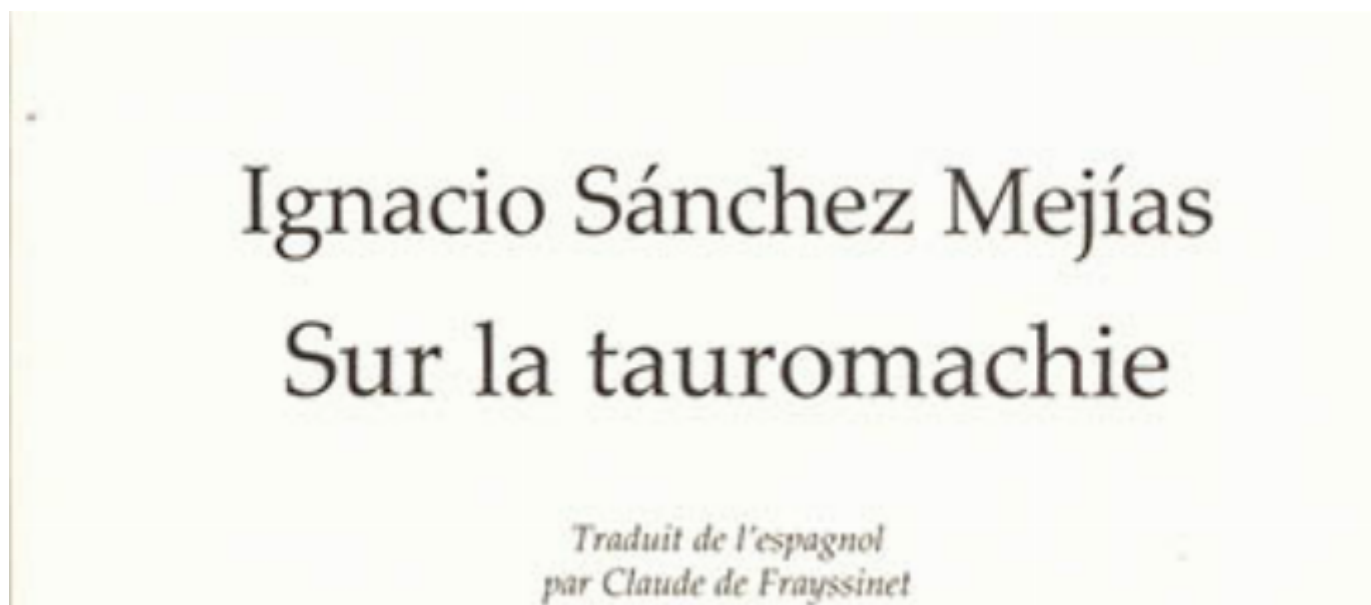 Ignacio Sánchez Mejías
Sur la tauromachie
Traduit de l'espagnol
par Claude de Frayssinet